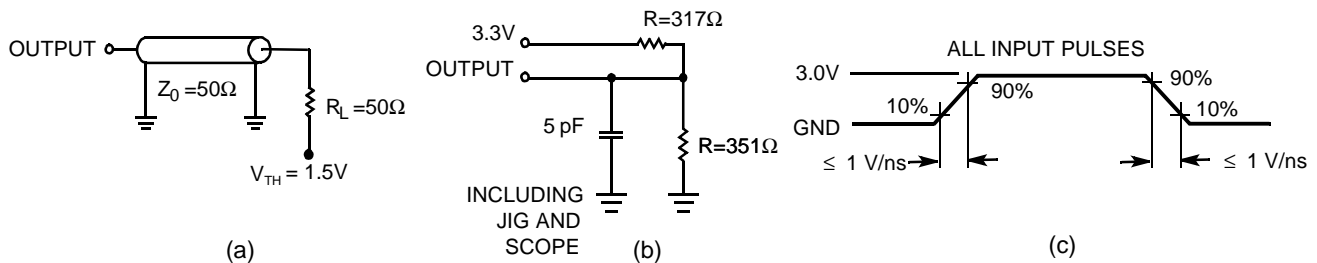 OUTPUT
Z0 =50Ω
RL =50Ω
VTH = 1.5V
(a)
R=317Ω
3.3V
OUTPUT
5 pF
R=351Ω
INCLUDING
JIG AND
SCOPE
(b)
ALL INPUT PULSES
3.0V
90%
90%
10%
10%
GND
≤ 1 V/ns
≤ 1 V/ns
(c)